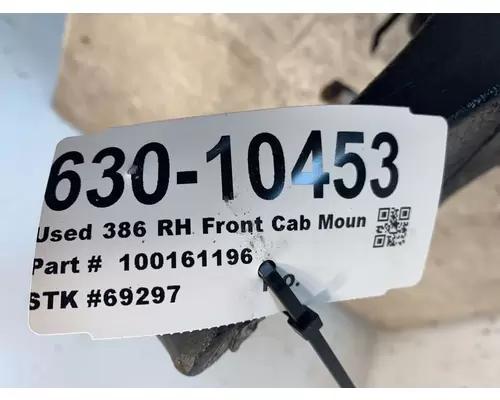 630-10453
Used 386 RH Front Cab Moun
Part # 100161196
STK #69297